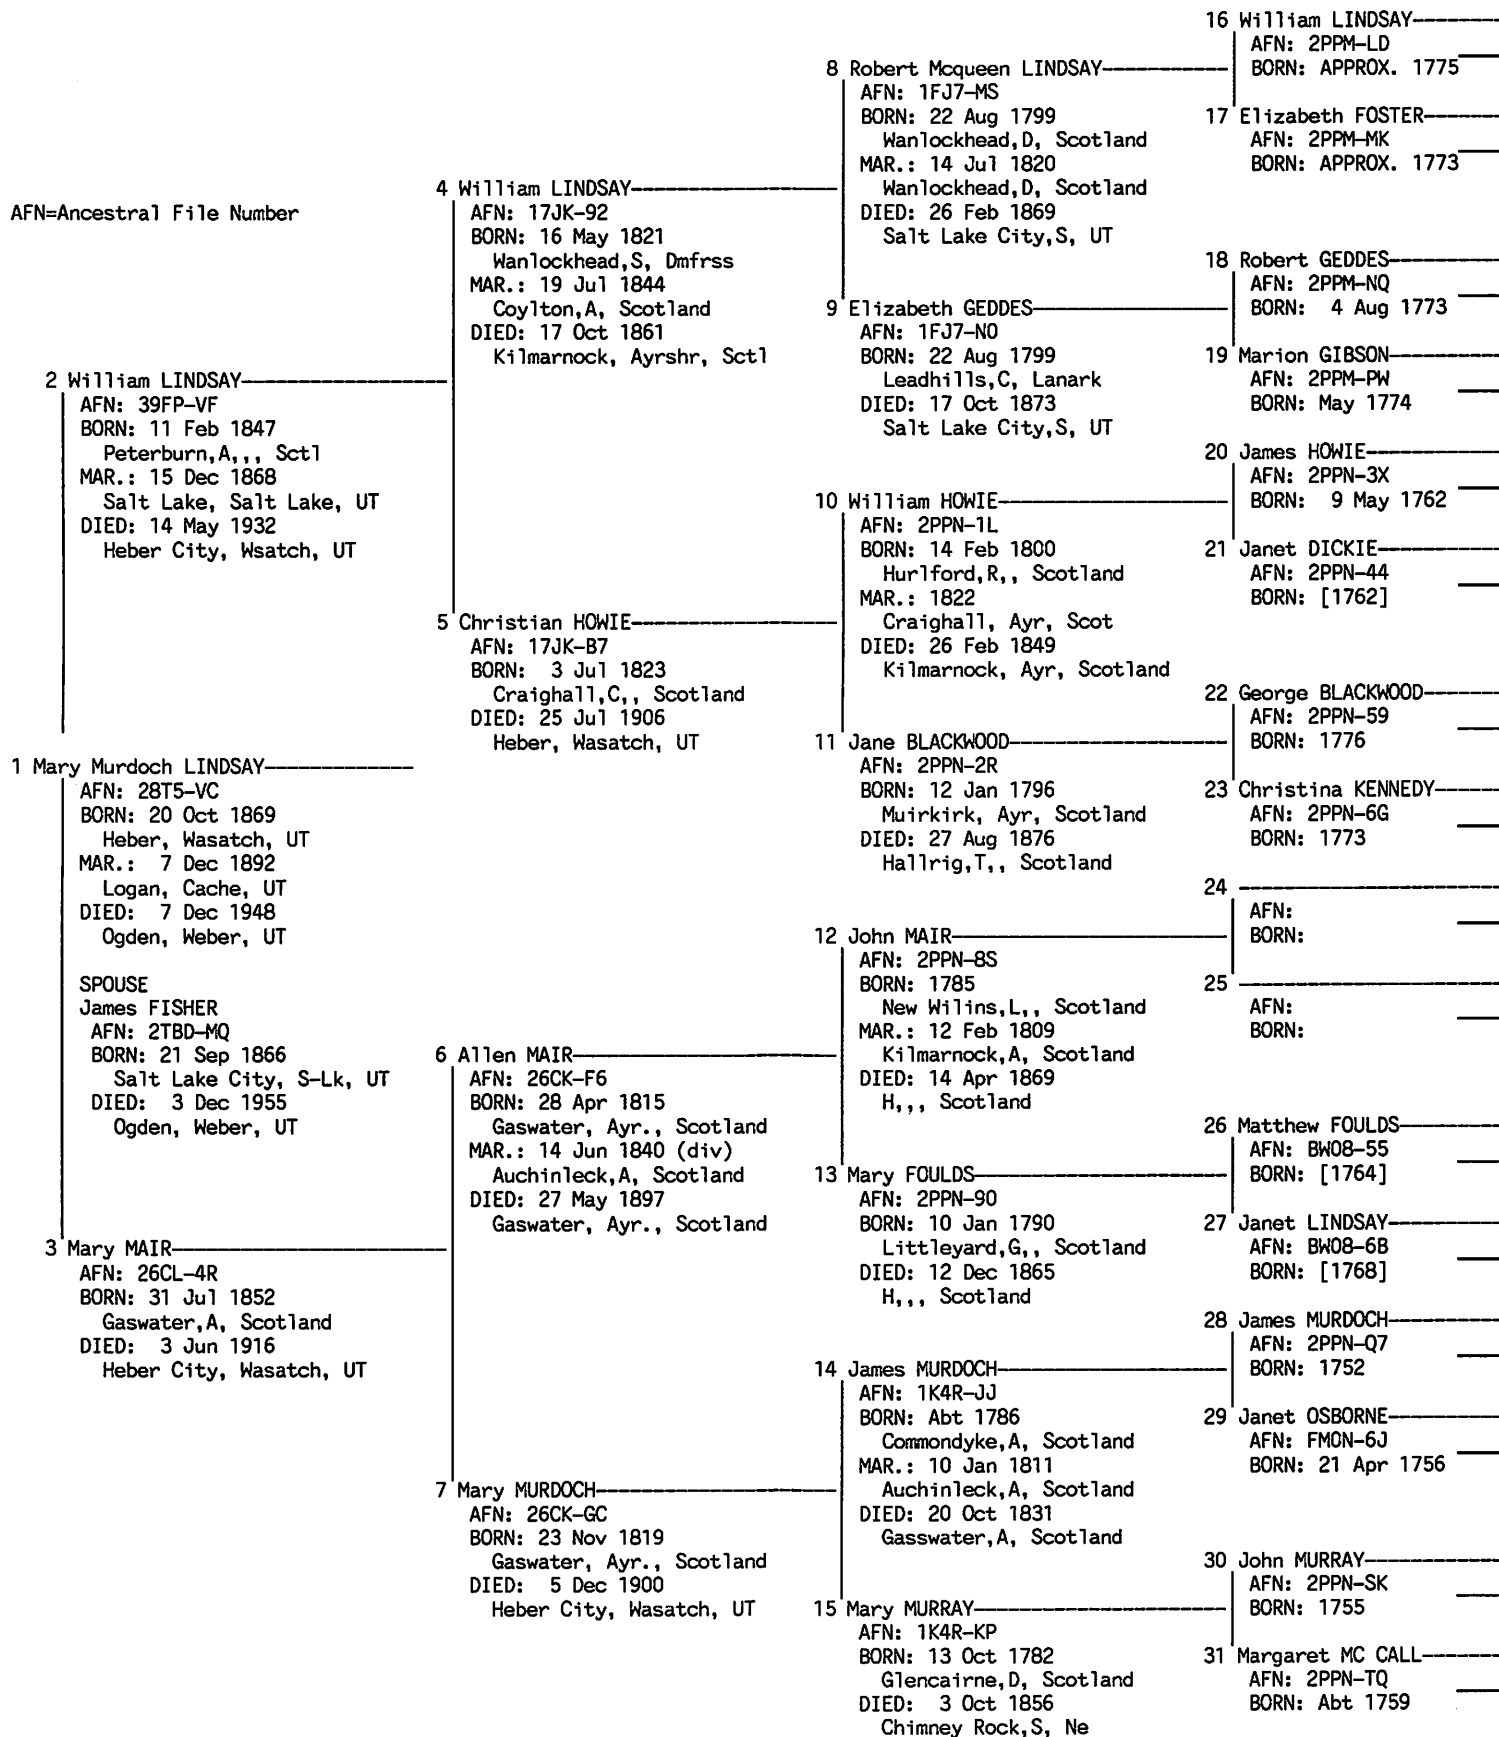 AFN=Ancestral File Number
1 Mary Murdoch LINDSAY
AFN: 28T5-VC
BORN: 20 Oct 1869
Heber, Wasatch, UT
MAR.: 7 Dec 1892
Logan, Cache, UT
DIED: 7 Dec 1948
Ogden, Weber, UT
SPOUSE
James FISHER
AFN: 2TBD-MQ
BORN: 21 Sep 1866
Salt Lake City, S-Lk, UT
DIED: 3 Dec 1955
Ogden, Weber, UT
2 William LINDSAY
AFN: 39FP-VF
BORN: 11 Feb 1847
Peterburn,A,,, Sctl
MAR.: 15 Dec 1868
Salt Lake, Salt Lake, UT
DIED: 14 May 1932
Heber City, Wsatch, UT
3 Mary MAIR
AFN: 26CL-4R
BORN: 31 Jul 1852
Gaswater,A, Scotland
DIED: 3 Jun 1916
Heber City, Wasatch, UT
4 William LINDSAY
AFN: 17JK-92
BORN: 16 May 1821
Wanlockhead,S, Dmfrss
MAR.: 19 Jul 1844
Coylton,A, Scotland
DIED: 17 Oct 1861
Kilmarnock, Ayrshr, Sctl
5 Christian HOWIE
AFN: 17JK-B7
BORN: 3 Jul 1823
Craighall,C,, Scotland
DIED: 25 Jul 1906
Heber, Wasatch, UT
6 Allen MAIR
AFN: 26CK-F6
BORN: 28 Apr 1815
Gaswater, Ayr., Scotland
MAR.: 14 Jun 1840 (div)
Auchinleck,A, Scotland
DIED: 27 May 1897
Gaswater, Ayr., Scotland
7 Mary MURDOCH
AFN: 26CK-GC
BORN: 23 Nov 1819
Gaswater, Ayr., Scotland
DIED: 5 Dec 1900
Heber City, Wasatch, UT
8 Robert Mcqueen LINDSAY
AFN: 1FJ7-MS
BORN: 22 Aug 1799
Wanlockhead,D, Scotland
MAR.: 14 Jul 1820
Wanlockhead,D, Scotland
DIED: 26 Feb 1869
Salt Lake City,S, UT
9 Elizabeth GEDDES
AFN: 1FJ7-N0
BORN: 22 Aug 1799
Leadhills,C, Lanark
DIED: 17 Oct 1873
Salt Lake City,S, UT
10 William HOWIE
AFN: 2PPN-1L
BORN: 14 Feb 1800
Hurlford,R,, Scotland
MAR.: 1822
Craighall, Ayr, Scot
DIED: 26 Feb 1849
Kilmarnock, Ayr, Scotland
11 Jane BLACKWOOD
AFN: 2PPN-2R
BORN: 12 Jan 1796
Muirkirk, Ayr, Scotland
DIED: 27 Aug 1876
Hallrig,T,, Scotland
12 John MAIR
AFN: 2PPN-8S
BORN: 1785
New Wilins,L,, Scotland
MAR.: 12 Feb 1809
Kilmarnock,A, Scotland
DIED: 14 Apr 1869
H,,, Scotland
13 Mary FOULDS
AFN: 2PPN-90
BORN: 10 Jan 1790
Littleyard,G,, Scotland
DIED: 12 Dec 1865
H,,, Scotland
14 James MURDOCH
AFN: 1K4R-JJ
BORN: Abt 1786
Commondyke,A, Scotland
MAR.: 10 Jan 1811
Auchinleck,A, Scotland
DIED: 20 Oct 1831
Gasswater,A, Scotland
15 Mary MURRAY
AFN: 1K4R-KP
BORN: 13 Oct 1782
Glencairne,D, Scotland
DIED: 3 Oct 1856
Chimney Rock,S, Ne
16 William LINDSAY
AFN: 2PPM-LD
BORN: APPROX. 1775
17 Elizabeth FOSTER
AFN: 2PPM-MK
BORN: APPROX. 1773
18 Robert GEDDES
AFN: 2PPM-NQ
BORN: 4 Aug 1773
19 Marion GIBSON
AFN: 2PPM-PW
BORN: May 1774
20 James HOWIE
AFN: 2PPN-3X
BORN: 9 May 1762
21 Janet DICKIE
AFN: 2PPN-44
BORN: [1762]
22 George BLACKWOOD
AFN: 2PPN-59
BORN: 1776
23 Christina KENNEDY
AFN: 2PPN-6G
BORN: 1773
24
AFN:
BORN:
25
AFN:
BORN:
26 Matthew FOULDS
AFN: BW08-55
BORN: [1764]
27 Janet LINDSAY
AFN: BW08-6B
BORN: [1768]
28 James MURDOCH
AFN: 2PPN-Q7
BORN: 1752
29 Janet OSBORNE
AFN: FM0N-6J
BORN: 21 Apr 1756
30 John MURRAY
AFN: 2PPN-SK
BORN: 1755
31 Margaret MC CALL
AFN: 2PPN-TQ
BORN: Abt 1759